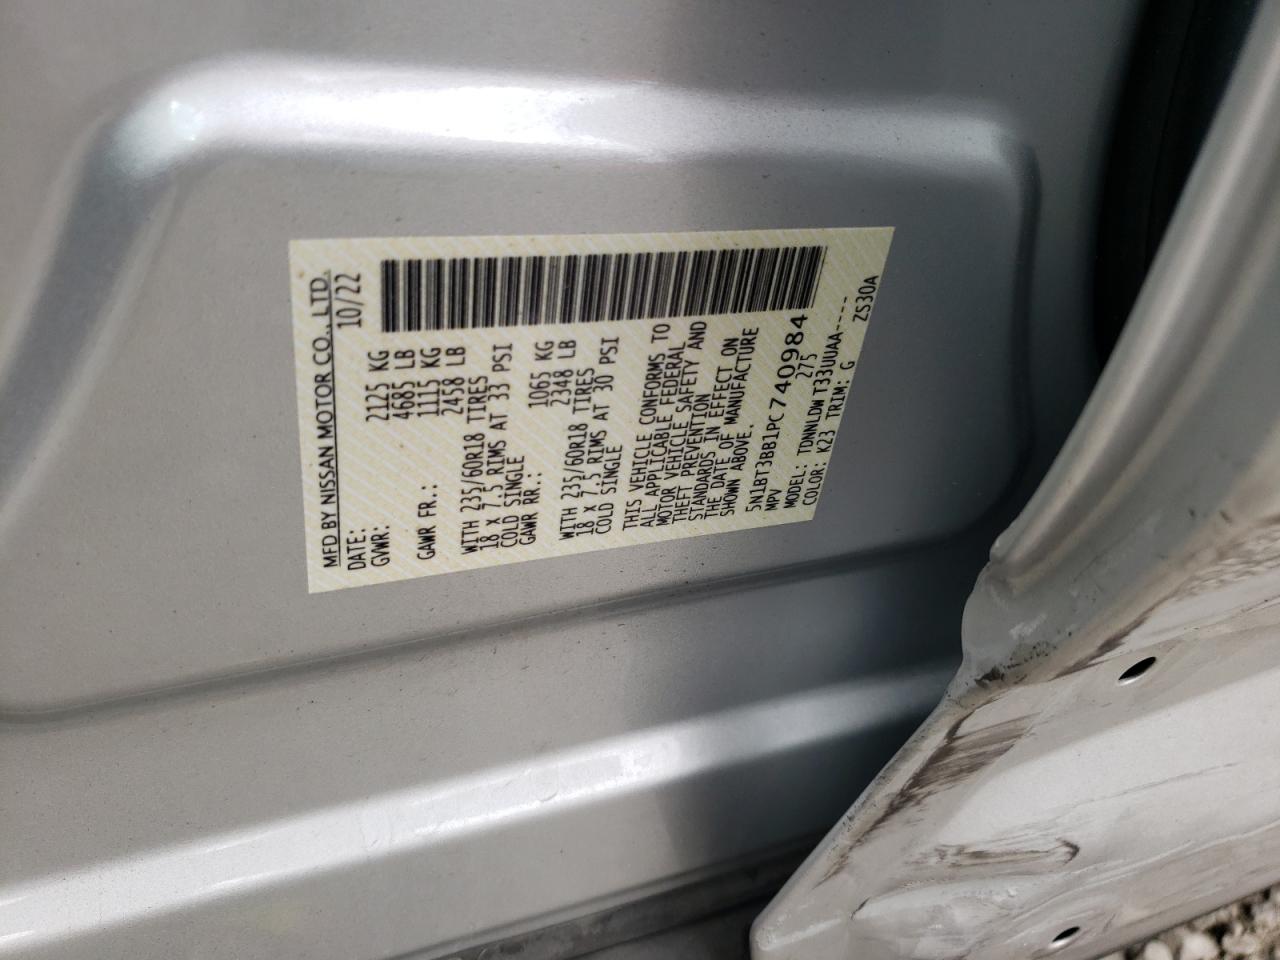 MFD BY NISSAN MOTOR CO., LTD.
DATE: 10/22
GVWR: 2125 KG
4685 LB
GAWR FR.: 1115 KG
2458 LB
WITH 235/60R18 TIRES
18 X 7.5 RIMS AT 33 PSI
COLD SINGLE
GAWR RR.: 1065 KG
2348 LB
WITH 235/60R18 TIRES
18 X 7.5 RIMS AT 30 PSI
COLD SINGLE
THIS VEHICLE CONFORMS TO
ALL APPLICABLE FEDERAL
MOTOR VEHICLE SAFETY AND
THEFT PREVENTION
STANDARDS IN EFFECT ON
THE DATE OF MANUFACTURE
SHOWN ABOVE.
5N1BT3BB1PC740984
MPV 275
MODEL: TDNNLDW T33UUAA----
COLOR: K23 TRIM: G ZS30A